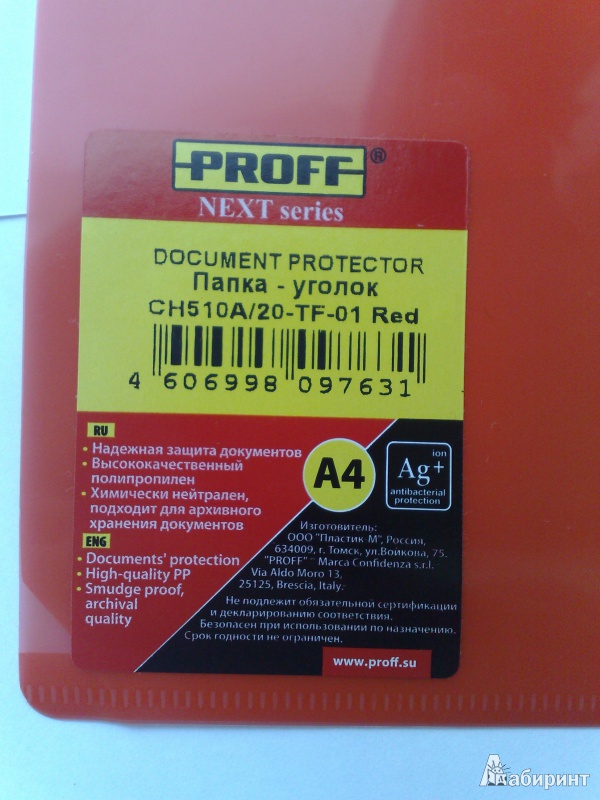 PROFF®
NEXT series
DOCUMENT PROTECTOR
Папка - уголок
CH510A/20-TF-01 Red
4 606998 097631
RU
• Надежная защита документов
• Высококачественный
полипропилен
• Химически нейтрален,
подходит для архивного
хранения документов
ENG
• Documents' protection
• High-quality PP
• Smudge proof,
archival
quality
A4
ion
Ag+
antibacterial
protection
Изготовитель:
ООО "Пластик-М", Россия,
634009, г. Томск, ул.Войкова, 75.
"PROFF" - Marca Confidenza s.r.l.
Via Aldo Moro 13,
25125, Brescia, Italy.
Не подлежит обязательной сертификации
и декларированию соответствия.
Безопасен при использовании по назначению.
Срок годности не ограничен.
www.proff.su
Лабиринт